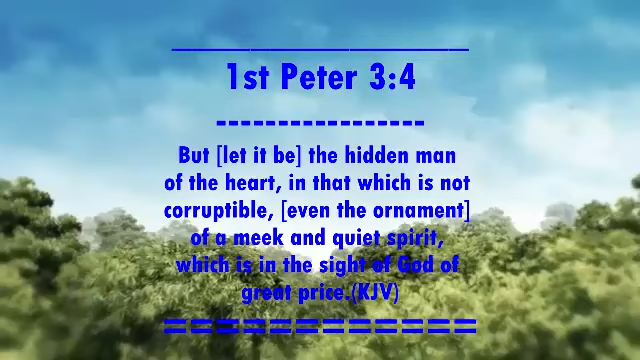 1st Peter 3:4
-----------------
But [let it be] the hidden man
of the heart, in that which is not
corruptible, [even the ornament]
of a meek and quiet spirit,
which is in the sight of God of
great price.(KJV)
============